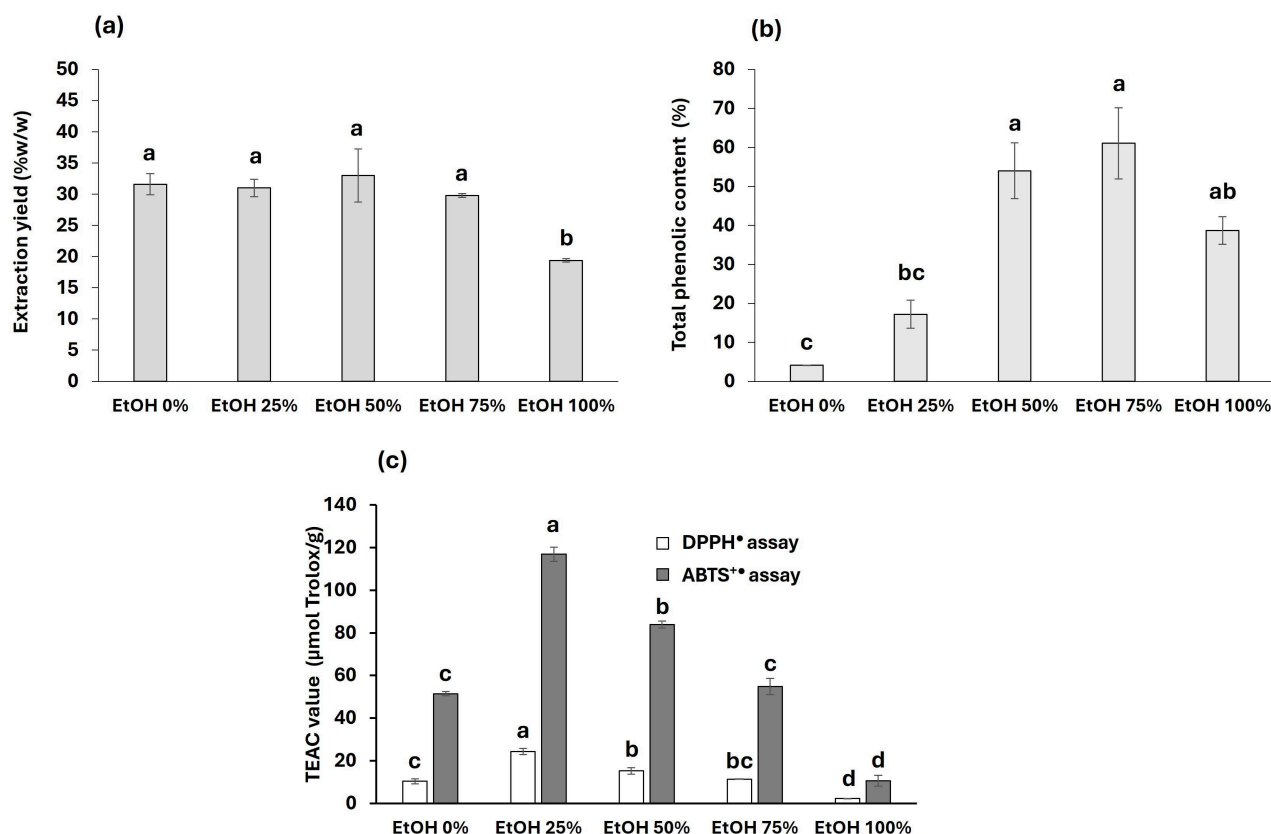 (a)
Extraction yield (%w/w)
50
45
40
35
30
25
20
15
10
5
0
a
a
a
a
b
EtOH 0%
EtOH 25%
EtOH 50%
EtOH 75%
EtOH 100%
(b)
Total phenolic content (%)
80
70
60
50
40
30
20
10
0
c
bc
a
a
ab
EtOH 0%
EtOH 25%
EtOH 50%
EtOH 75%
EtOH 100%
(c)
TEAC value (µmol Trolox/g)
140
120
100
80
60
40
20
0
DPPH• assay
ABTS⁺• assay
c
c
a
a
b
b
bc
c
d
d
EtOH 0%
EtOH 25%
EtOH 50%
EtOH 75%
EtOH 100%